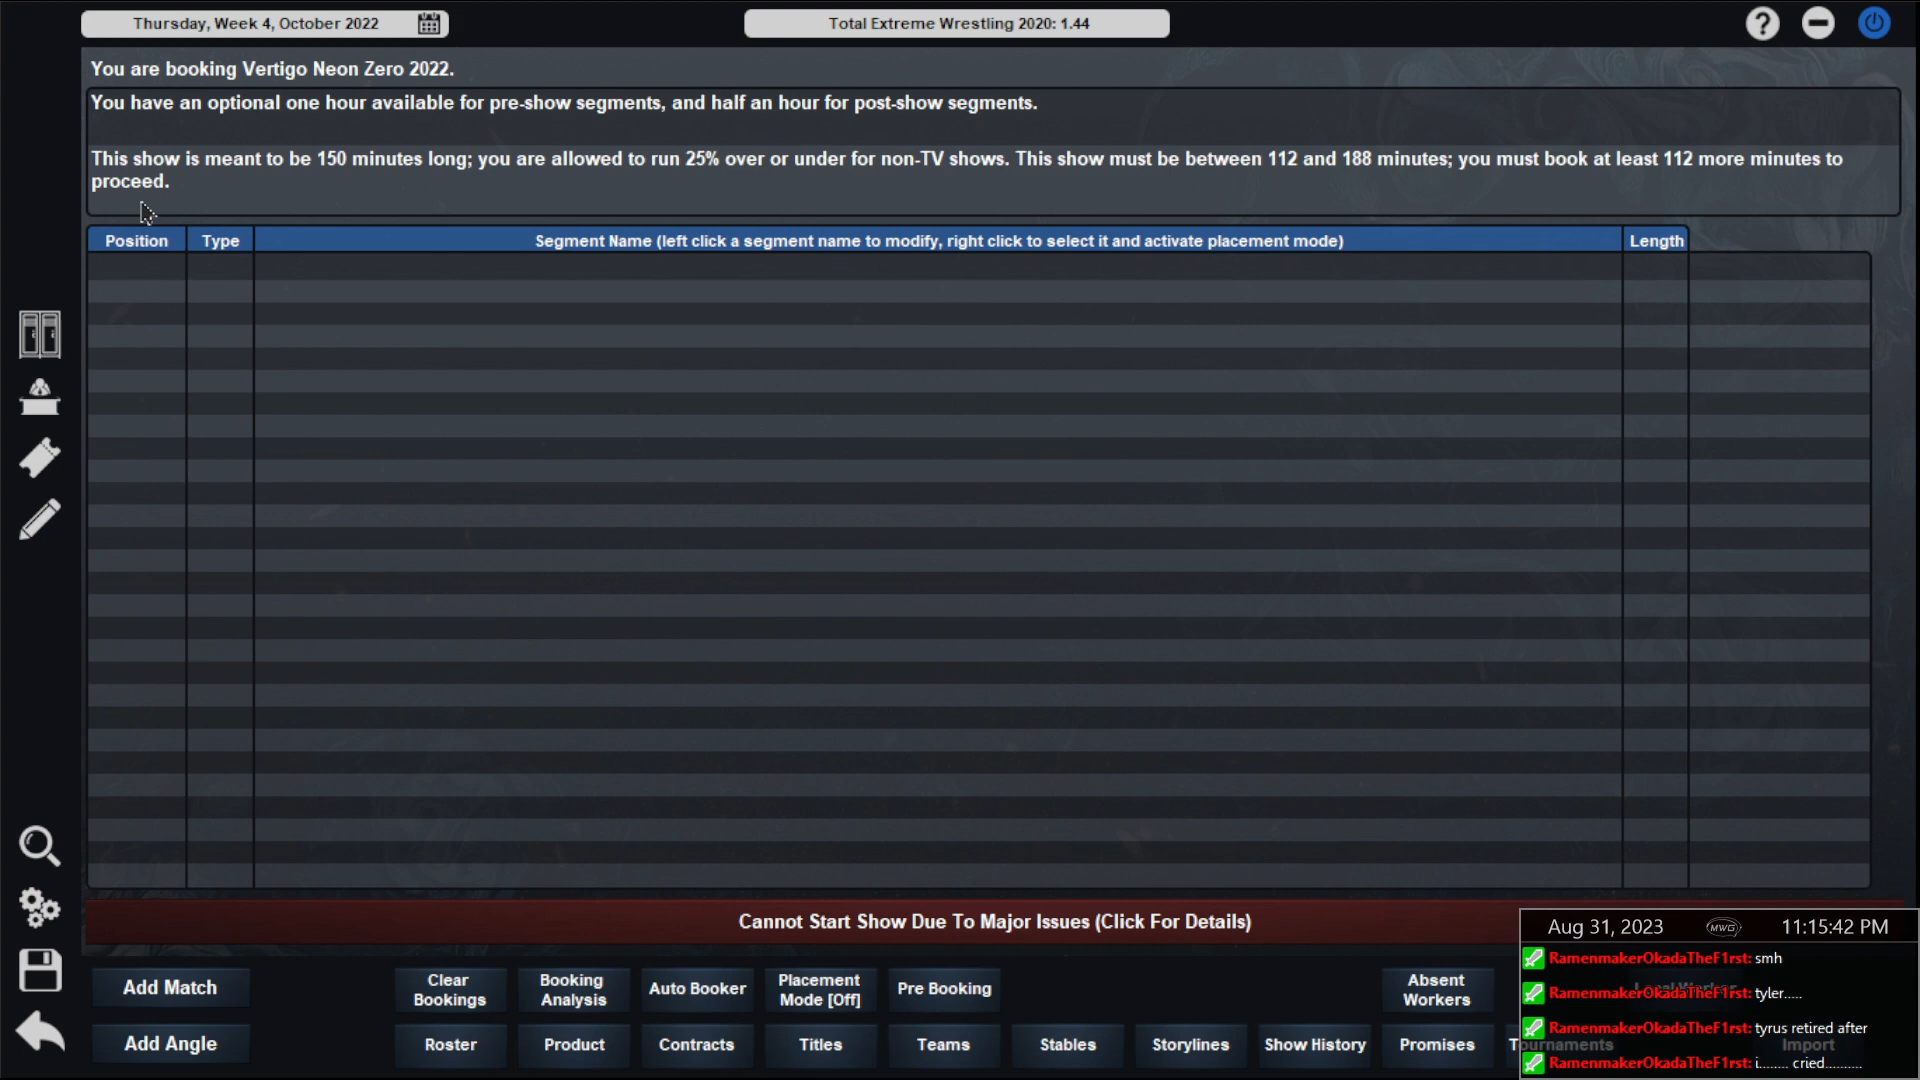 Thursday, Week 4, October 2022
Total Extreme Wrestling 2020: 1.44
You are booking Vertigo Neon Zero 2022.
You have an optional one hour available for pre-show segments, and half an hour for post-show segments.
This show is meant to be 150 minutes long; you are allowed to run 25% over or under for non-TV shows. This show must be between 112 and 188 minutes; you must book at least 112 more minutes to
proceed.
Position Type Segment Name (left click a segment name to modify, right click to select it and activate placement mode) Length
Cannot Start Show Due To Major Issues (Click For Details)
Aug 31, 2023 MWG 11:15:42 PM
RamenmakerOkadaTheF1rst: smh
RamenmakerOkadaTheF1rst: tyler.....
RamenmakerOkadaTheF1rst: tyrus retired after
RamenmakerOkadaTheF1rst: i........ cried..........
Add Match
Clear Bookings
Booking Analysis
Auto Booker
Placement Mode [Off]
Pre Booking
Absent Workers
Add Angle
Roster
Product
Contracts
Titles
Teams
Stables
Storylines
Show History
Promises
Tournaments
Import